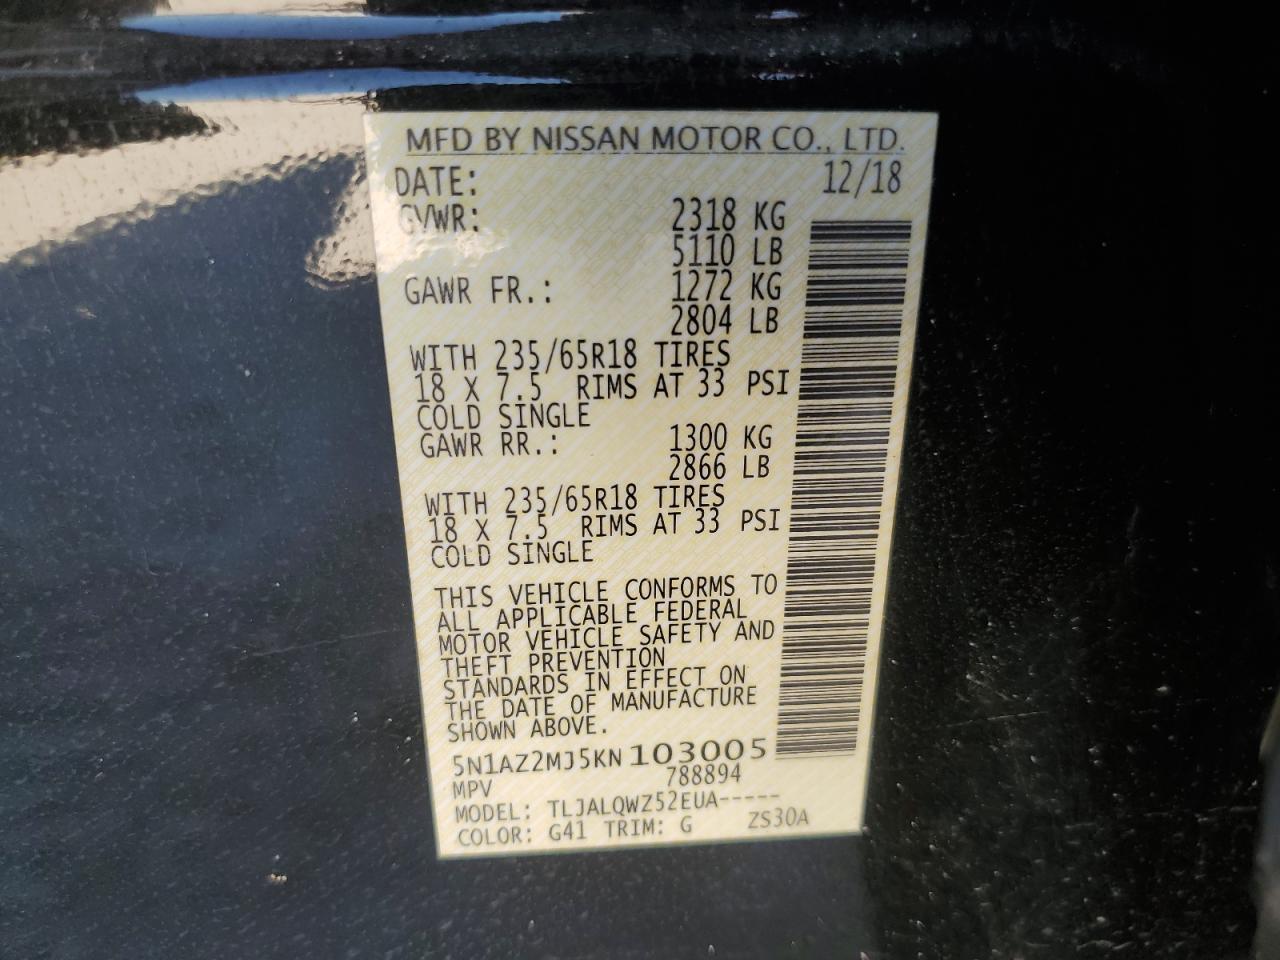 MFD BY NISSAN MOTOR CO., LTD.
DATE: 12/18
GVWR: 2318 KG
5110 LB
GAWR FR.: 1272 KG
2804 LB
WITH 235/65R18 TIRES
18 X 7.5 RIMS AT 33 PSI
COLD SINGLE
GAWR RR.: 1300 KG
2866 LB
WITH 235/65R18 TIRES
18 X 7.5 RIMS AT 33 PSI
COLD SINGLE
THIS VEHICLE CONFORMS TO
ALL APPLICABLE FEDERAL
MOTOR VEHICLE SAFETY AND
THEFT PREVENTION
STANDARDS IN EFFECT ON
THE DATE OF MANUFACTURE
SHOWN ABOVE.
5N1AZ2MJ5KN103005
MPV 788894
MODEL: TLJALQWZ52EUA-----
COLOR: G41 TRIM: G ZS30A